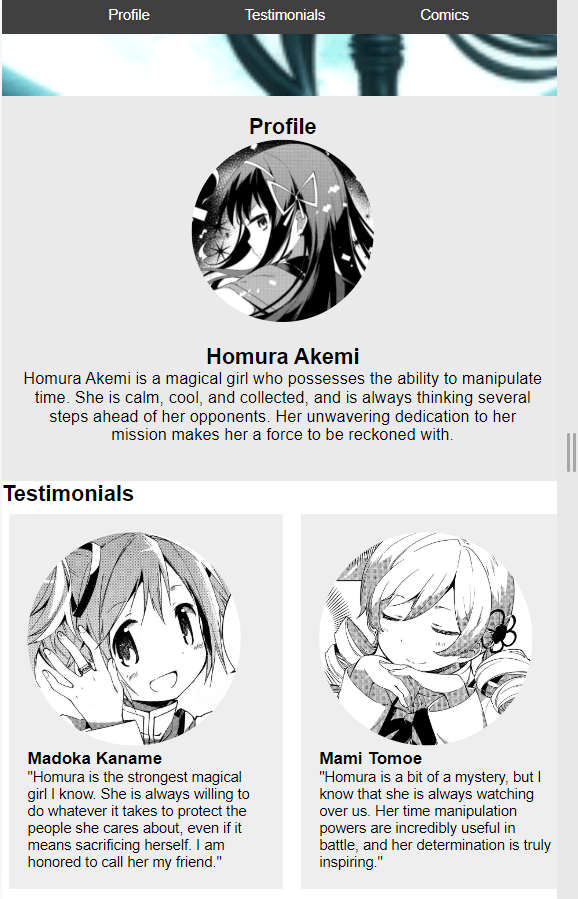 Profile Testimonials Comics
Profile
Homura Akemi
Homura Akemi is a magical girl who possesses the ability to manipulate
time. She is calm, cool, and collected, and is always thinking several
steps ahead of her opponents. Her unwavering dedication to her
mission makes her a force to be reckoned with.
Testimonials
Madoka Kaname
"Homura is the strongest magical
girl I know. She is always willing to
do whatever it takes to protect the
people she cares about, even if it
means sacrificing herself. I am
honored to call her my friend."
Mami Tomoe
"Homura is a bit of a mystery, but I
know that she is always watching
over us. Her time manipulation
powers are incredibly useful in
battle, and her determination is truly
inspiring."